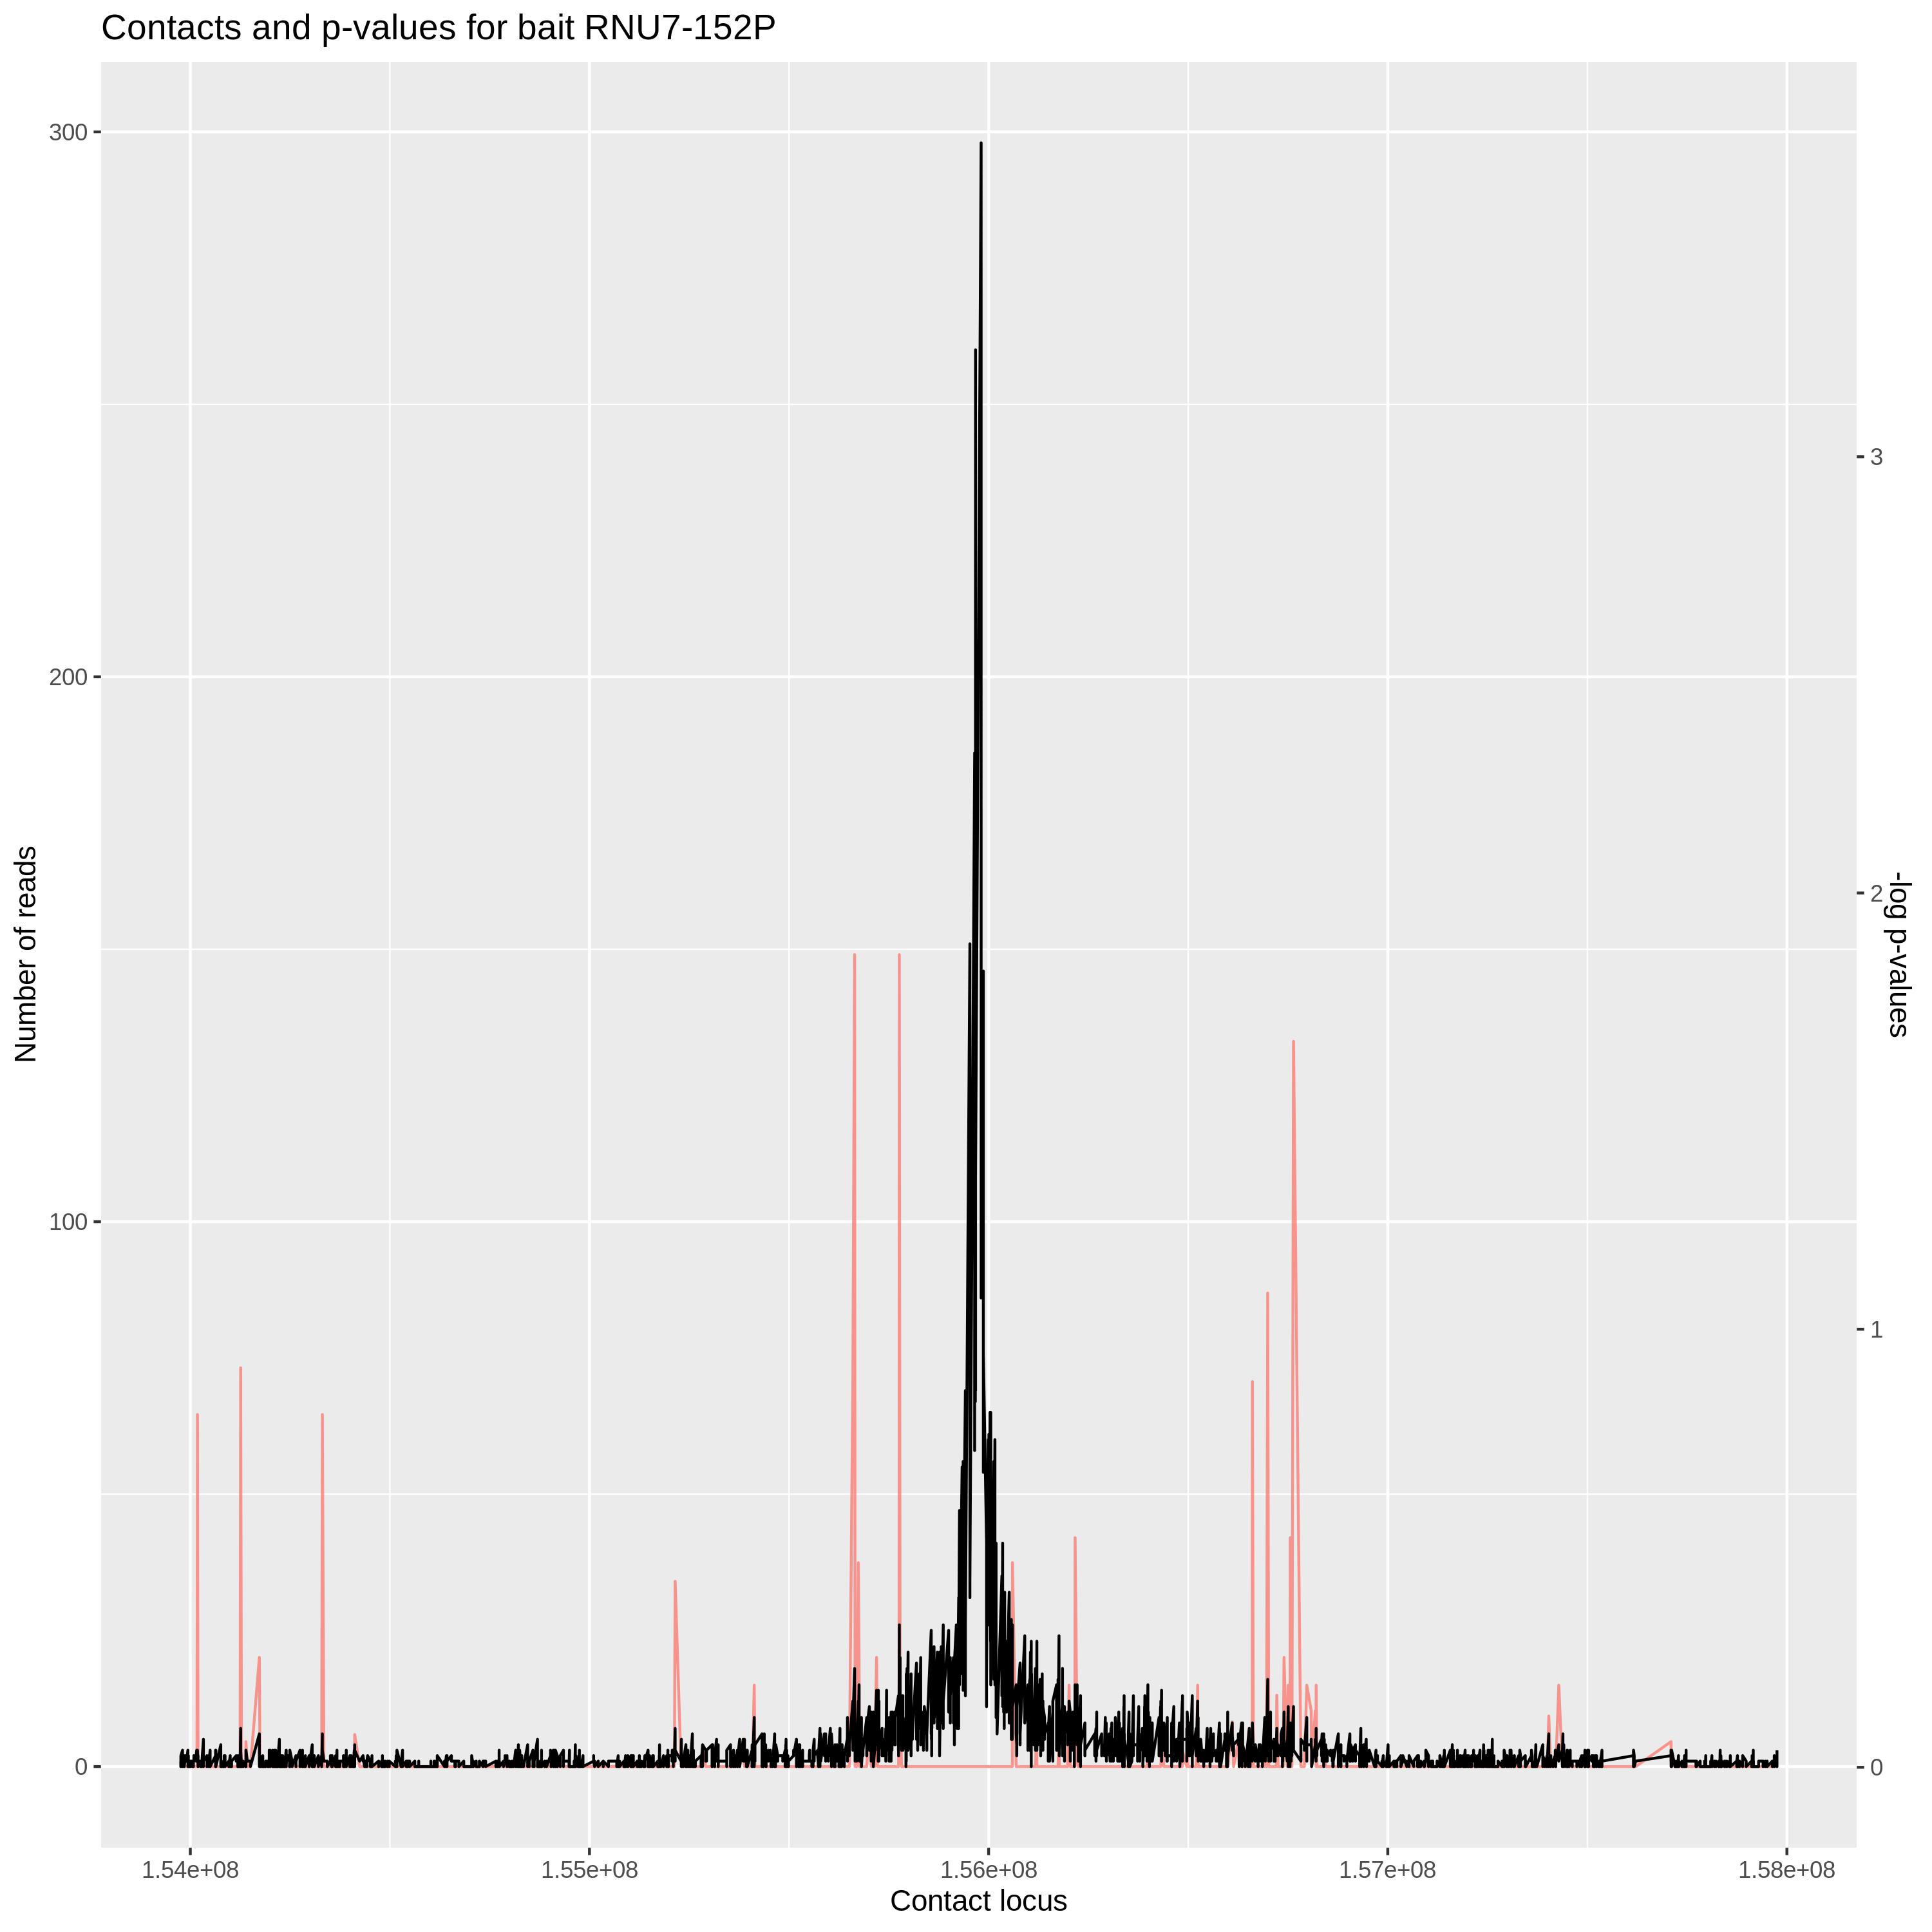 Contacts and p-values for bait RNU7-152P
300
200
100
0
Number of reads
3
2
1
0
-log p-values
1.54e+08
1.55e+08
1.56e+08
1.57e+08
1.58e+08
Contact locus